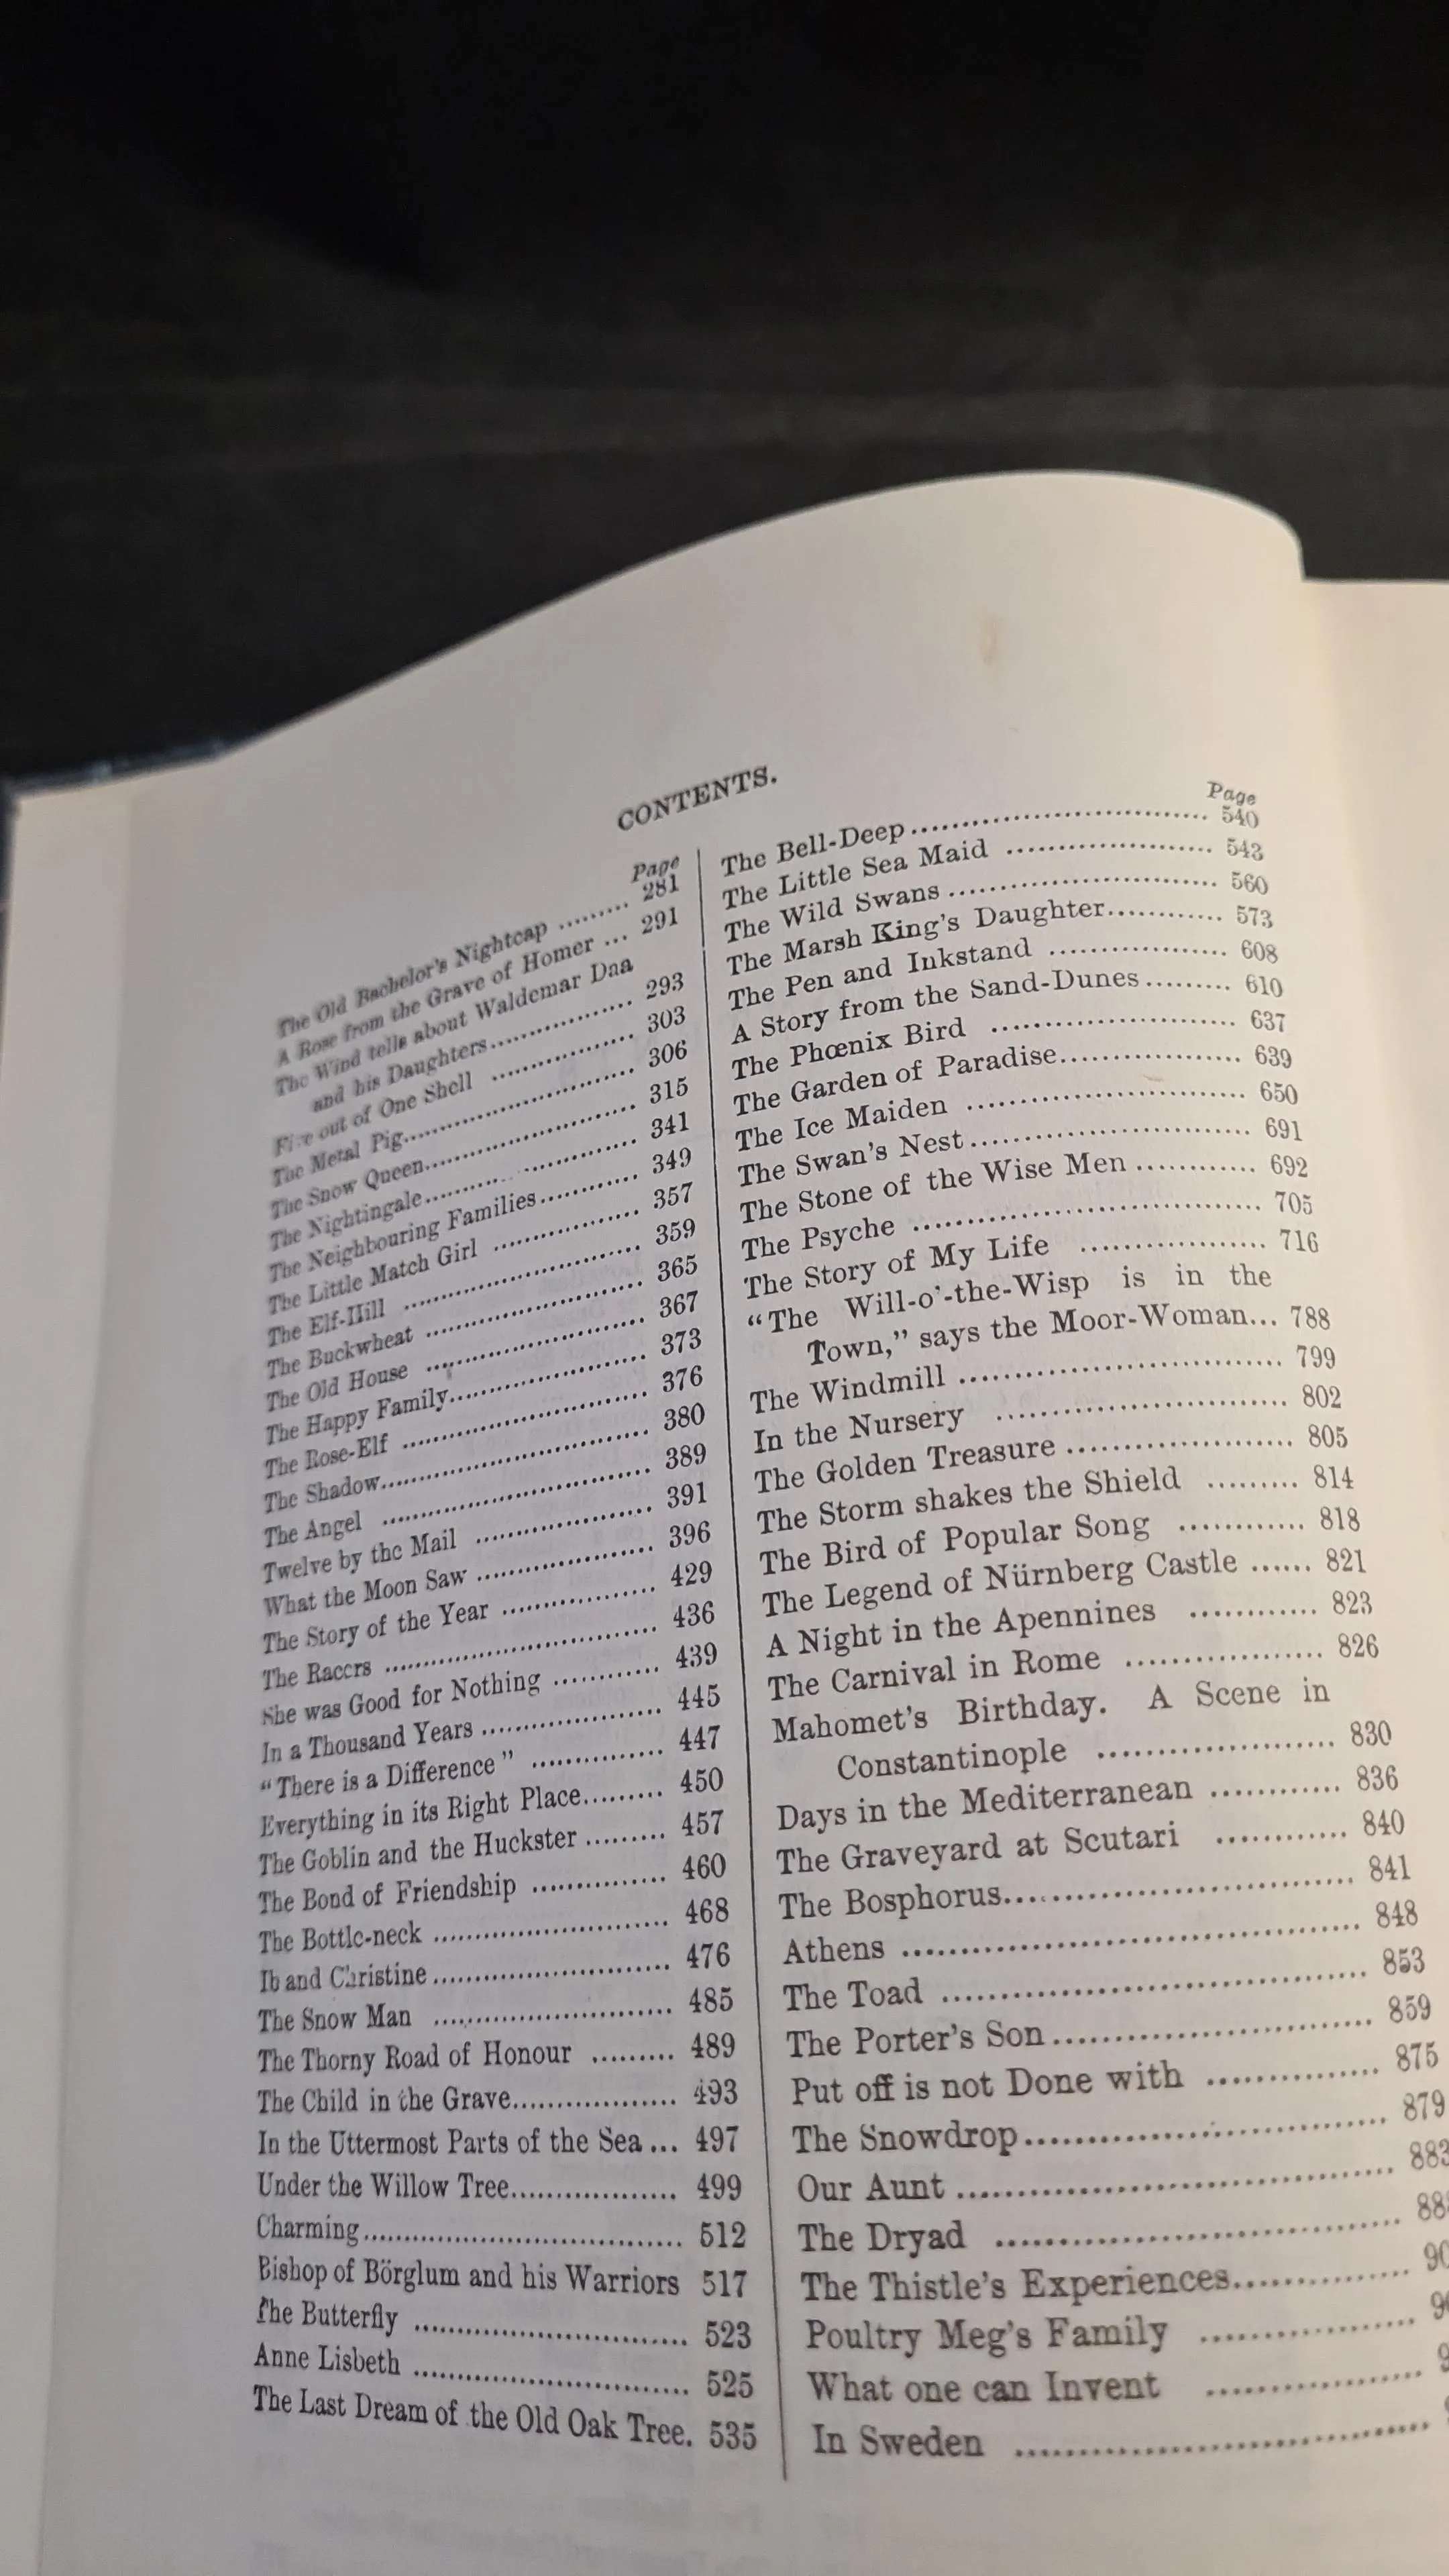 CONTENTS.
Page
The Old Bachelor's Nightcap ......... 281
A Rose from the Grave of Homer ... 291
The Wind tells about Waldemar Daa
and his Daughters.................. 293
Five out of One Shell .................. 303
The Metal Pig............................. 306
The Snow Queen.......................... 315
The Nightingale.......................... 341
The Neighbouring Families............ 349
The Little Match Girl .................. 357
The Elf-Hill ............................. 359
The Buckwheat .......................... 365
The Old House .......................... 367
The Happy Family........................ 373
The Rose-Elf ............................. 376
The Shadow............................... 380
The Angel ................................ 389
Twelve by the Mail ..................... 391
What the Moon Saw ..................... 396
The Story of the Year .................. 429
The Racers ............................... 436
She was Good for Nothing ............ 439
In a Thousand Years .................... 445
“There is a Difference” ............... 447
Everything in its Right Place......... 450
The Goblin and the Huckster ......... 457
The Bond of Friendship ............... 460
The Bottle-neck .......................... 468
Ib and Christine.......................... 476
The Snow Man .......................... 485
The Thorny Road of Honour ......... 489
The Child in the Grave.................. 493
In the Uttermost Parts of the Sea ... 497
Under the Willow Tree.................. 499
Charming.................................. 512
Bishop of Börglum and his Warriors 517
The Butterfly ............................. 523
Anne Lisbeth ............................. 525
The Last Dream of the Old Oak Tree. 535
Page
The Bell-Deep............................. 540
The Little Sea Maid ..................... 543
The Wild Swans .......................... 560
The Marsh King's Daughter............ 573
The Pen and Inkstand .................. 608
A Story from the Sand-Dunes......... 610
The Phœnix Bird ........................ 637
The Garden of Paradise.................. 639
The Ice Maiden .......................... 650
The Swan's Nest.......................... 691
The Stone of the Wise Men ............ 692
The Psyche ............................... 705
The Story of My Life .................. 716
“The Will-o'-the-Wisp is in the
Town,” says the Moor-Woman... 788
The Windmill ............................. 799
In the Nursery .......................... 802
The Golden Treasure ..................... 805
The Storm shakes the Shield ......... 814
The Bird of Popular Song ............ 818
The Legend of Nürnberg Castle ...... 821
A Night in the Apennines ............ 823
The Carnival in Rome .................. 826
Mahomet's Birthday. A Scene in
Constantinople ..................... 830
Days in the Mediterranean ............ 836
The Graveyard at Scutari ............ 840
The Bosphorus............................ 841
Athens ..................................... 848
The Toad .................................. 853
The Porter's Son.......................... 859
Put off is not Done with ............... 875
The Snowdrop............................. 879
Our Aunt .................................. 883
The Dryad ...............................
The Thistle's Experiences...............
Poultry Meg's Family ..................
What one can Invent ..................
In Sweden ...............................